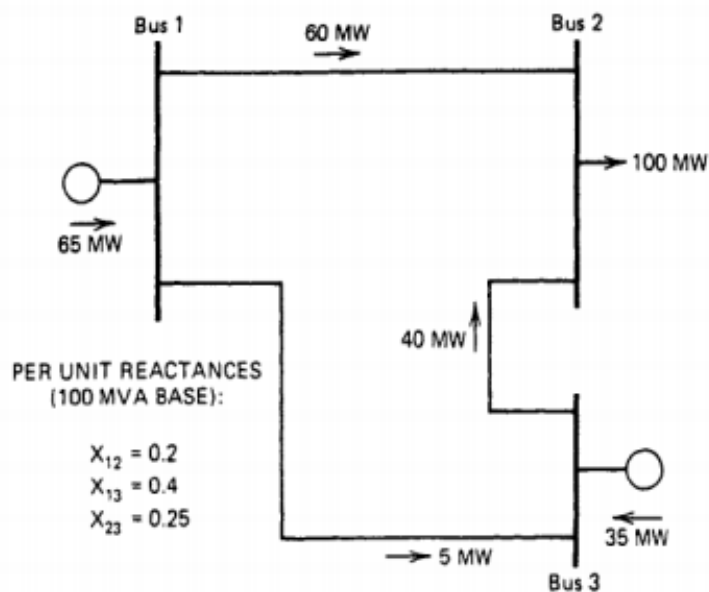 Bus 1
60 MW
Bus 2
100 MW
65 MW
40 MW
PER UNIT REACTANCES
(100 MVA BASE):
X12 = 0.2
X13 = 0.4
X23 = 0.25
5 MW
35 MW
Bus 3